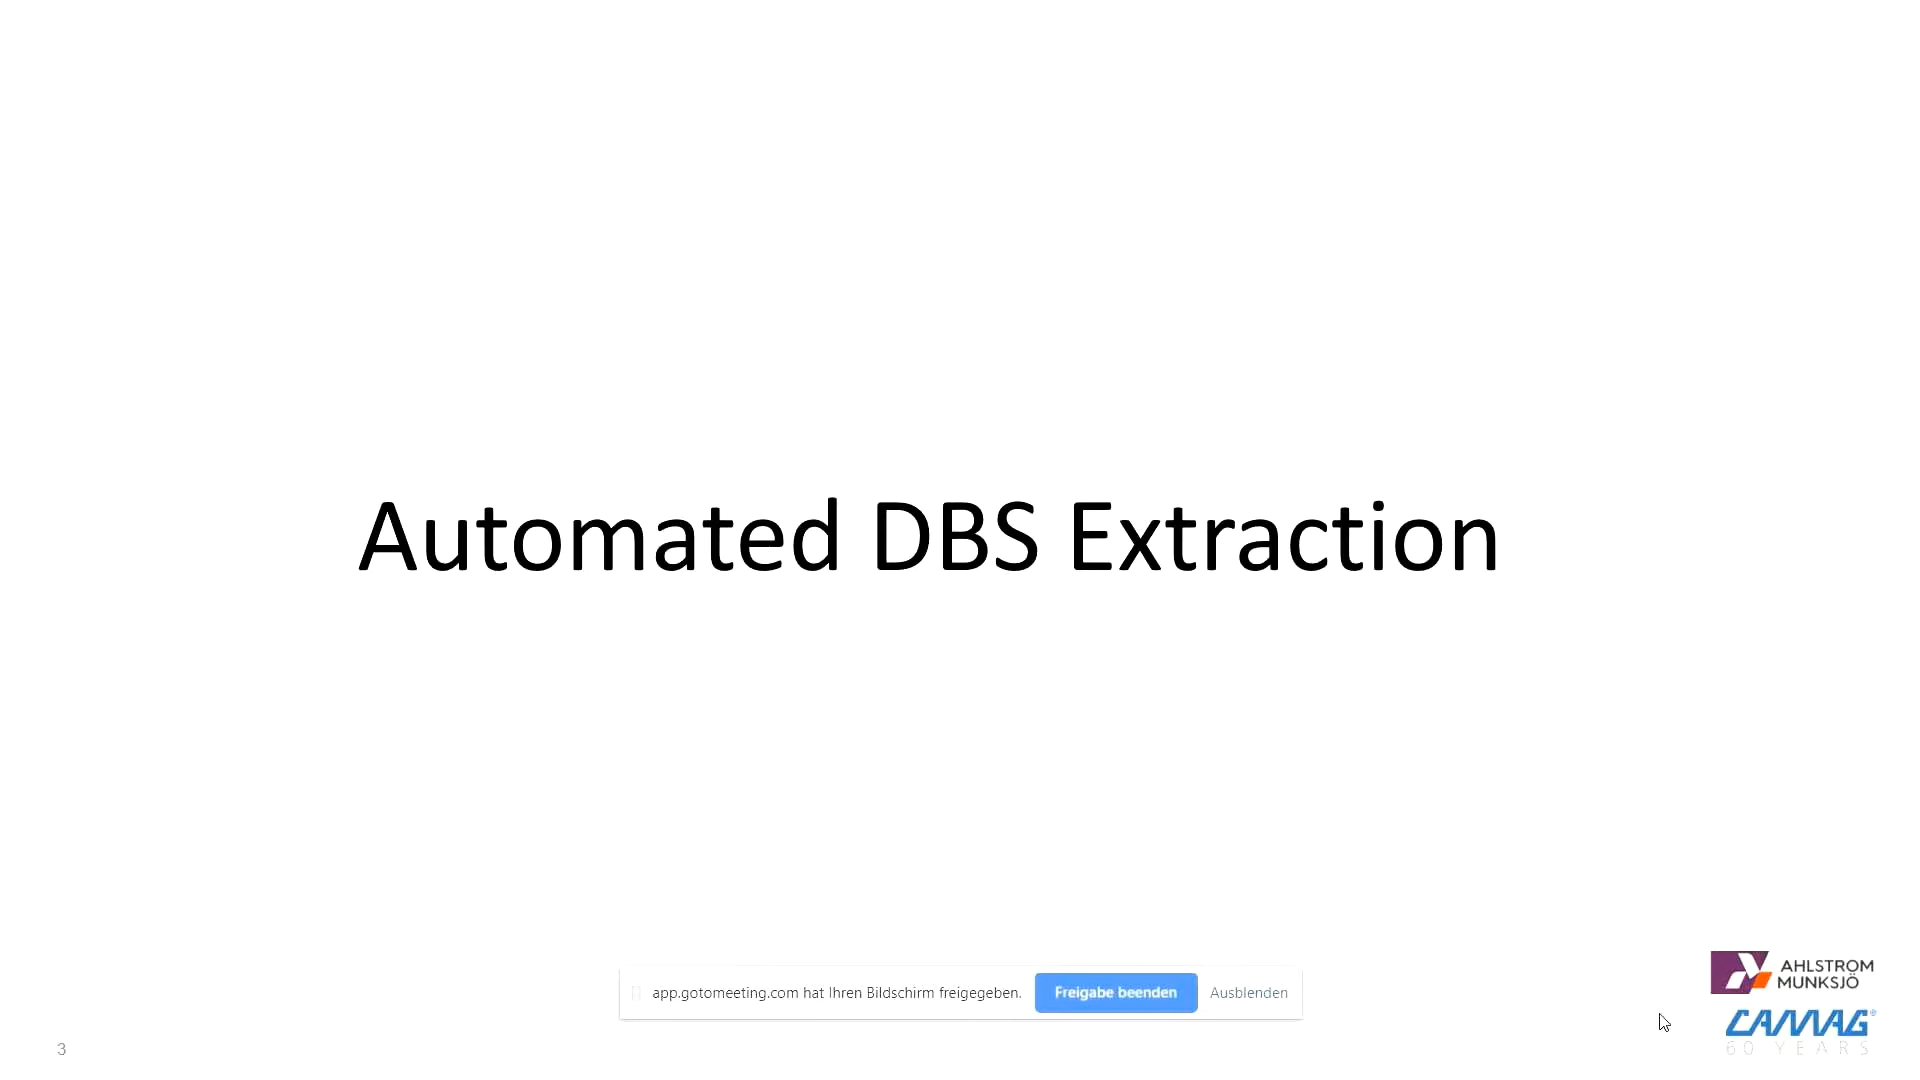 Automated DBS Extraction
app.gotomeeting.com hat Ihren Bildschirm freigegeben.
Freigabe beenden
Ausblenden
AHLSTROM
MUNKSJÖ
CAMAG®
60 YEARS
3